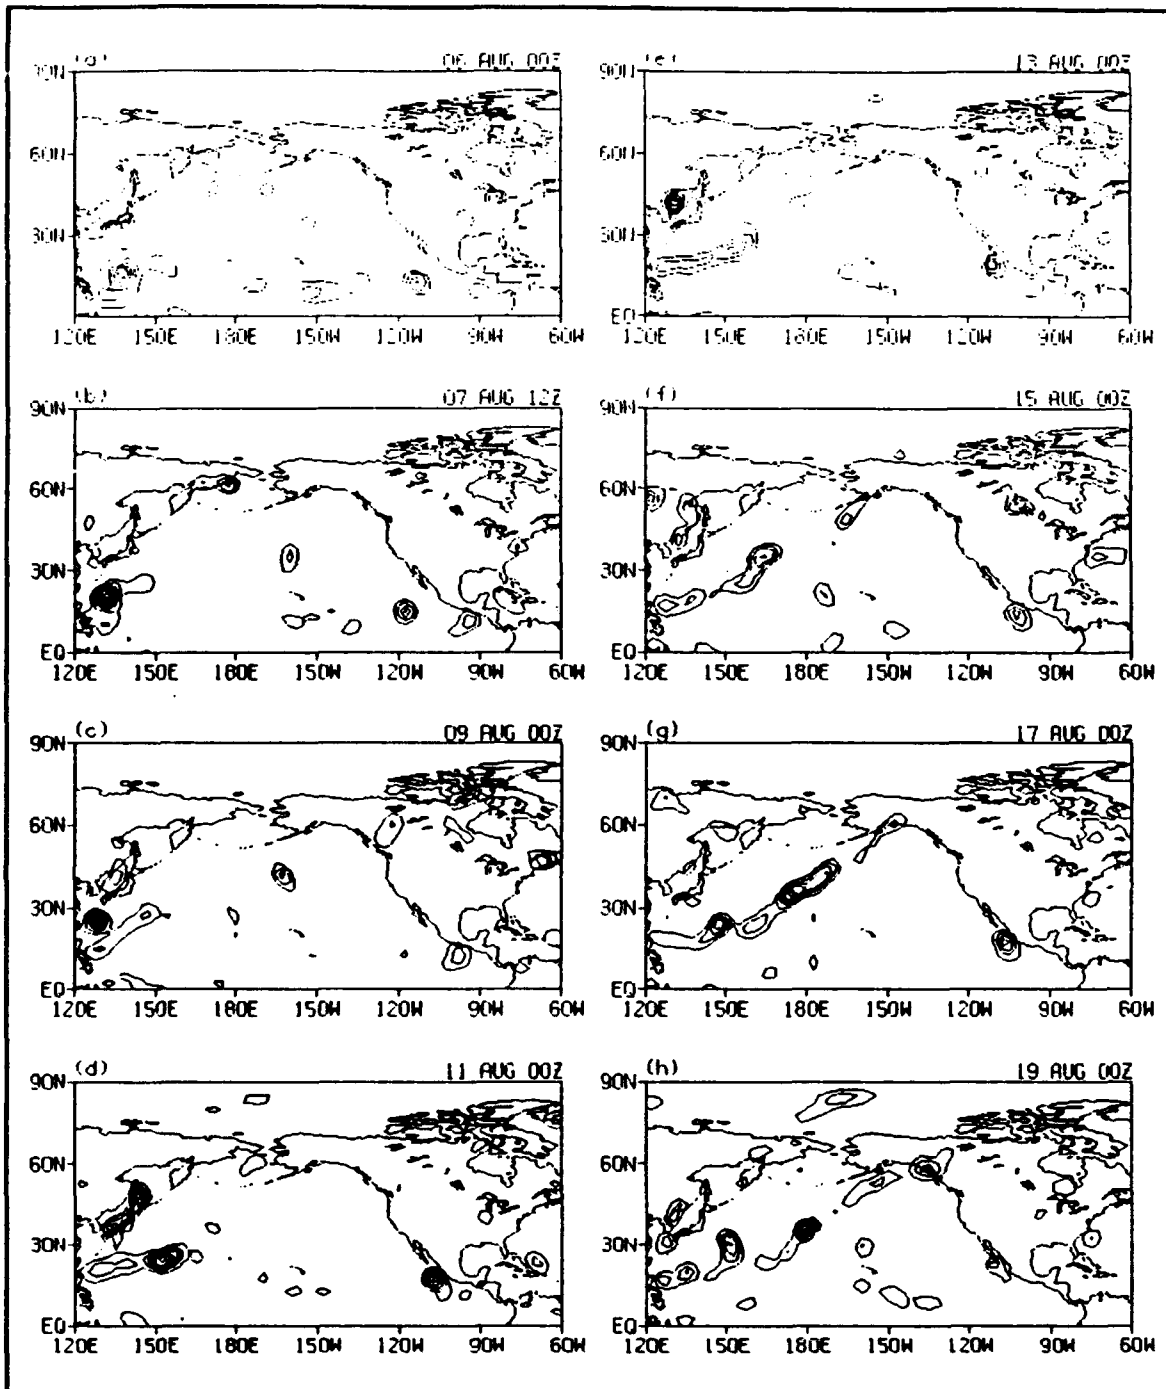 (a) 06 AUG 00Z
90N
60N
30N
120E 150E 180E 150W 120W 90W 60W
(e) 13 AUG 00Z
90N
60N
30N
EQ
120E 150E 180E 150W 120W 90W 60W
(b) 07 AUG 12Z
90N
60N
30N
EQ
120E 150E 180E 150W 120W 90W 60W
(f) 15 AUG 00Z
90N
60N
30N
EQ
120E 150E 180E 150W 120W 90W 60W
(c) 09 AUG 00Z
90N
60N
30N
EQ
120E 150E 180E 150W 120W 90W 60W
(g) 17 AUG 00Z
90N
60N
30N
EQ
120E 150E 180E 150W 120W 90W 60W
(d) 11 AUG 00Z
90N
60N
30N
EQ
120E 150E 180E 150W 120W 90W 60W
(h) 19 AUG 00Z
90N
60N
30N
EQ
120E 150E 180E 150W 120W 90W 60W